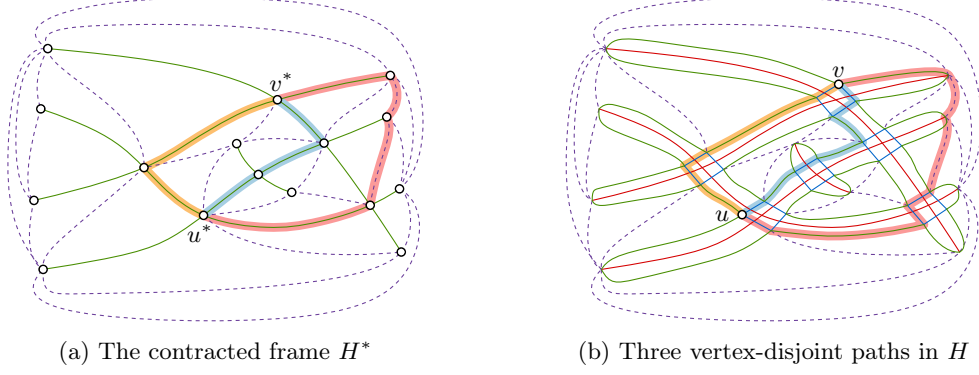 v*
u*
v
u
(a) The contracted frame H*
(b) Three vertex-disjoint paths in H